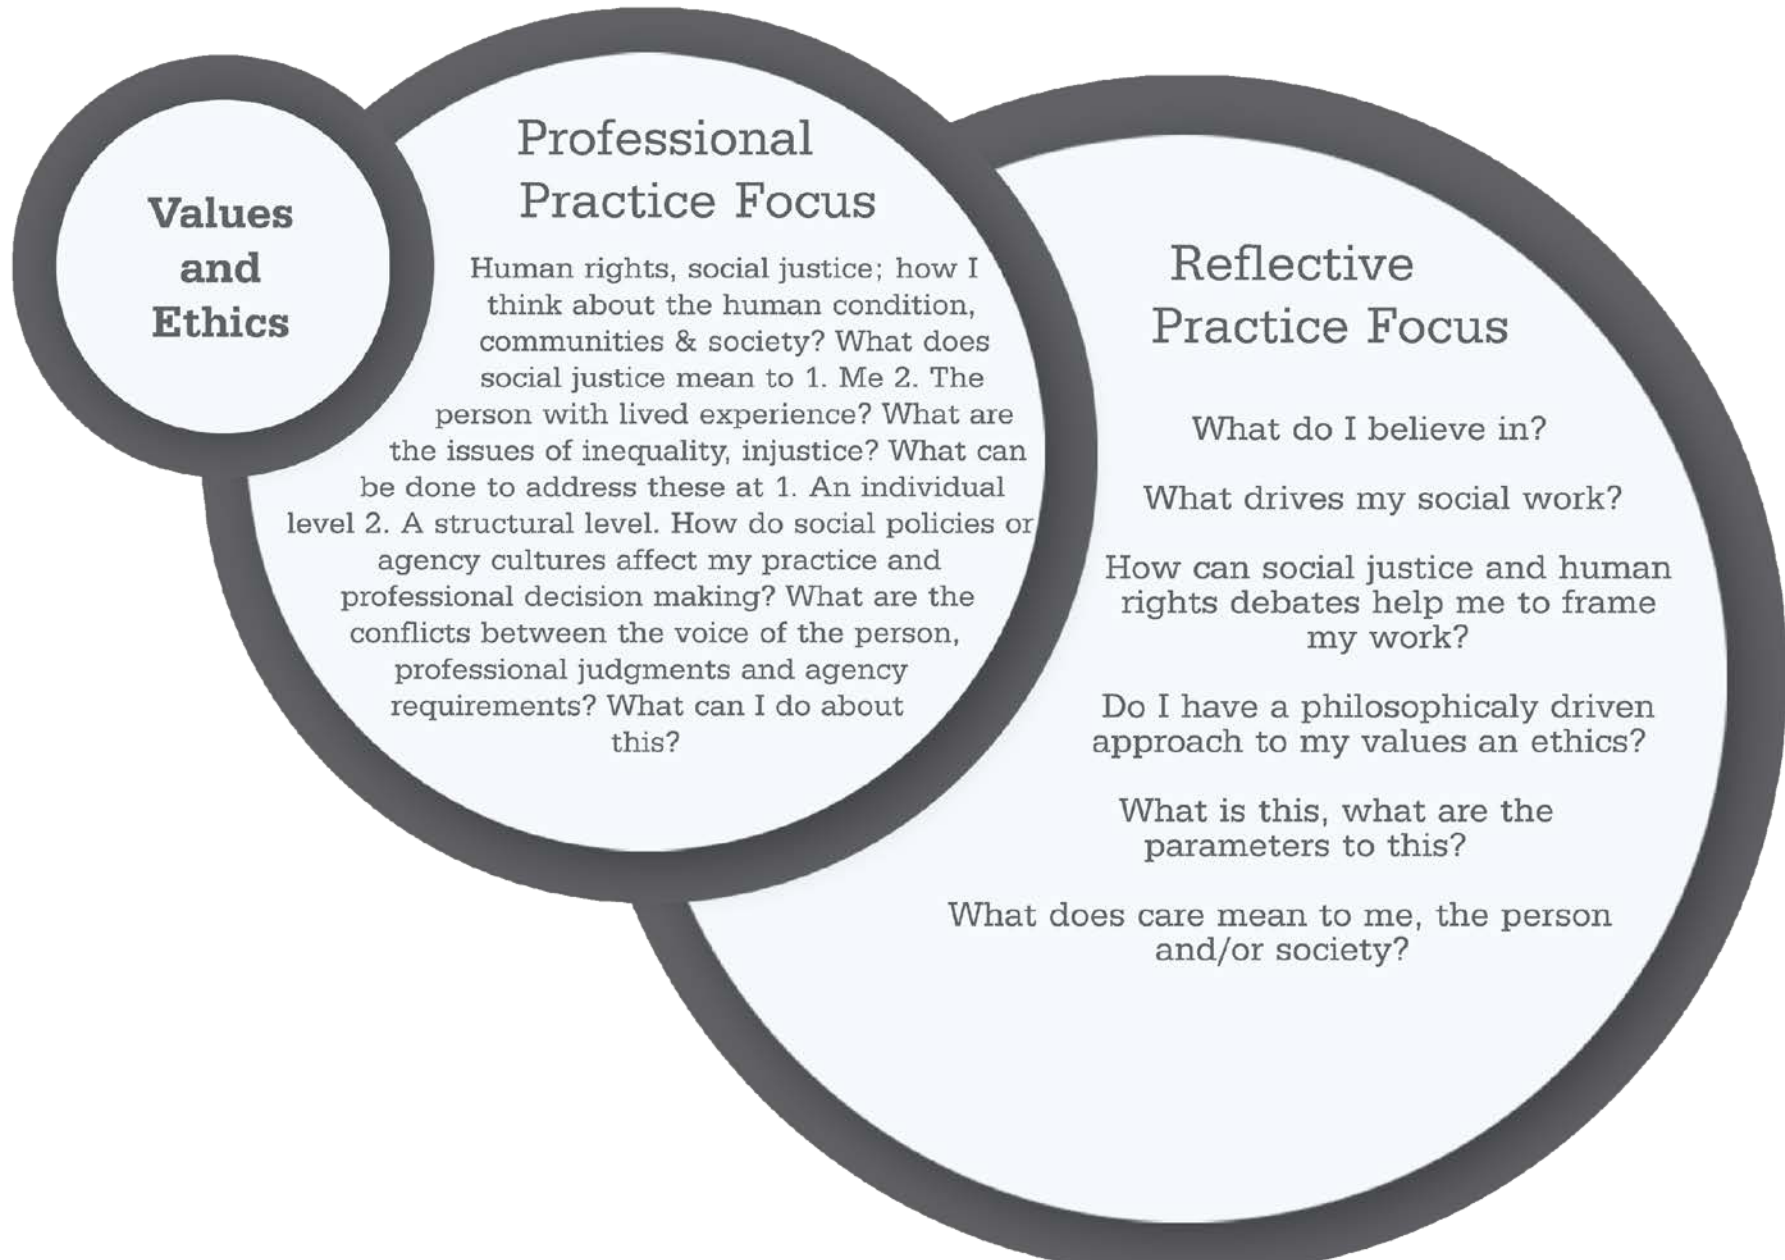 Values
and
Ethics
Professional
Practice Focus
Human rights, social justice; how I
think about the human condition,
communities & society? What does
social justice mean to 1. Me 2. The
person with lived experience? What are
the issues of inequality, injustice? What can
be done to address these at 1. An individual
level 2. A structural level. How do social policies or
agency cultures affect my practice and
professional decision making? What are the
conflicts between the voice of the person,
professional judgments and agency
requirements? What can I do about
this?
Reflective
Practice Focus
What do I believe in?
What drives my social work?
How can social justice and human
rights debates help me to frame
my work?
Do I have a philosophicaly driven
approach to my values an ethics?
What is this, what are the
parameters to this?
What does care mean to me, the person
and/or society?